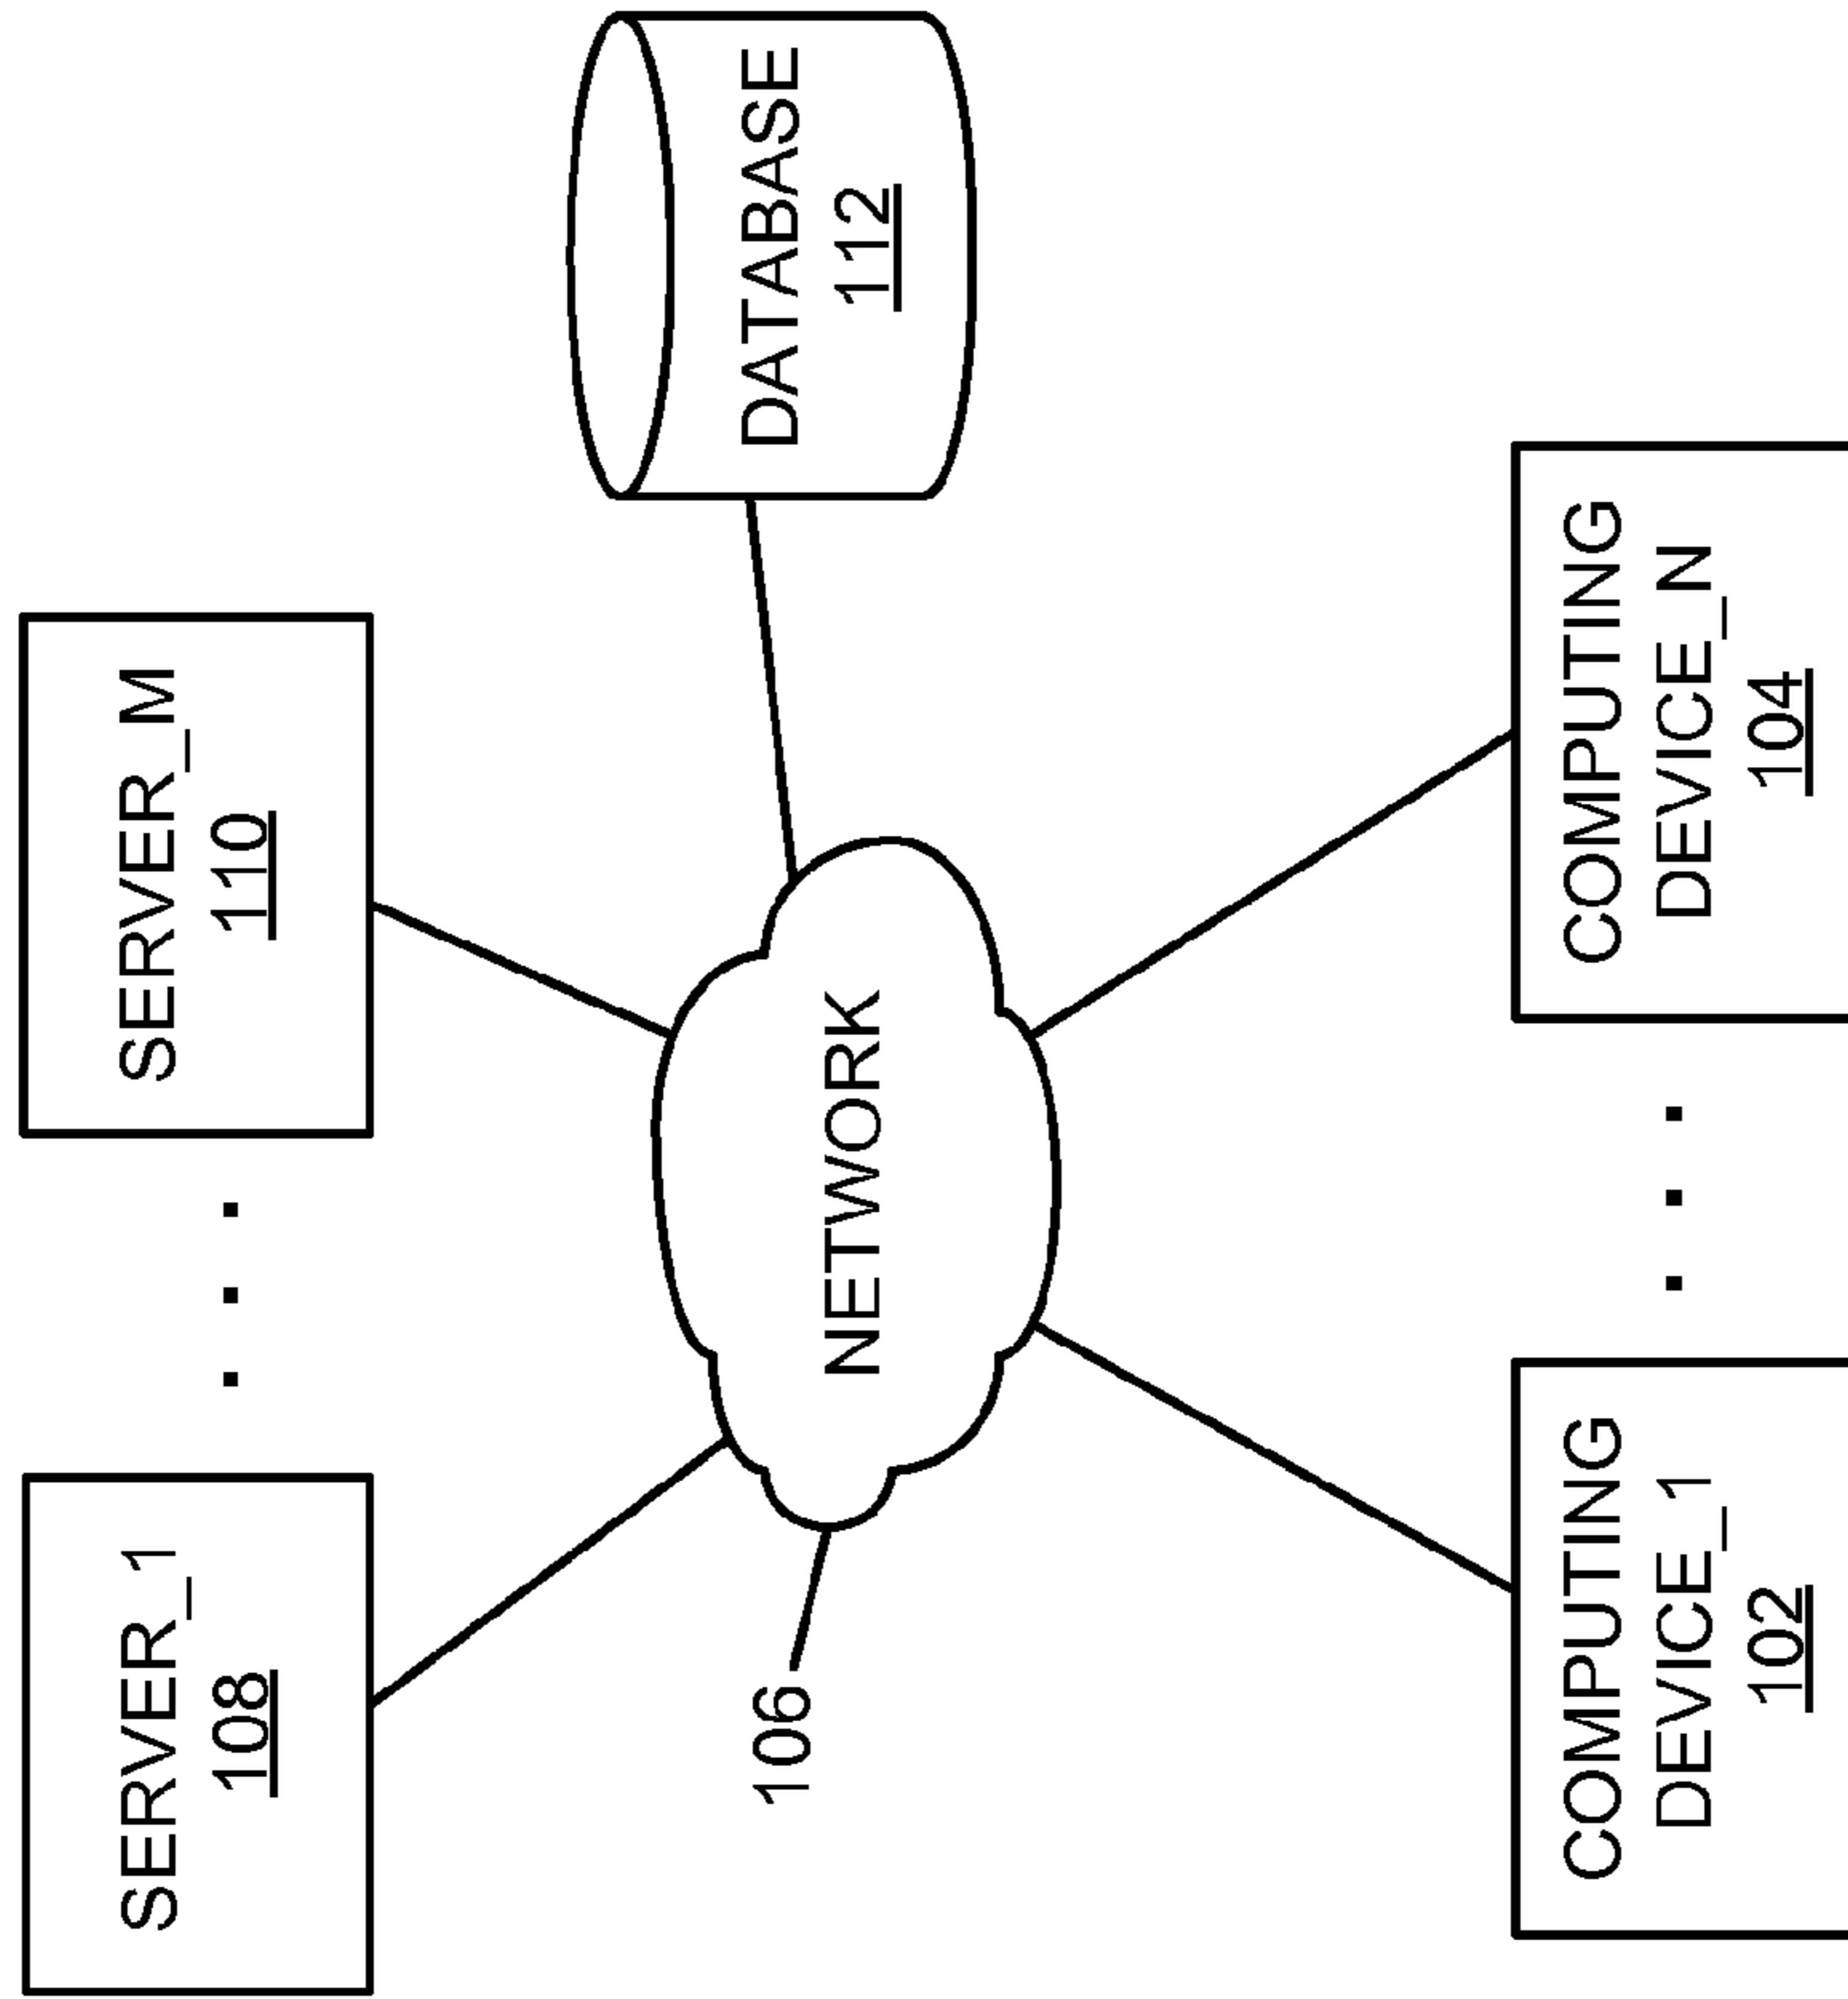 SERVER_1
108
SERVER_M
110
DATABASE
112
NETWORK
106
COMPUTING
DEVICE_1
102
COMPUTING
DEVICE_N
104